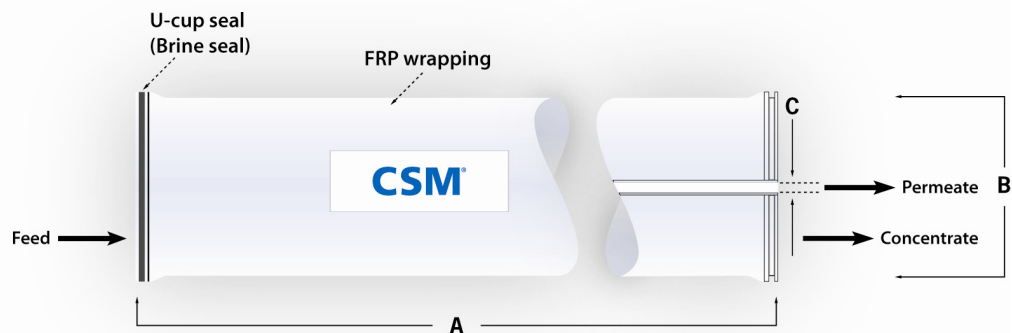 U-cup seal
(Brine seal)
FRP wrapping
C
CSM®
Permeate
B
Feed
Concentrate
A